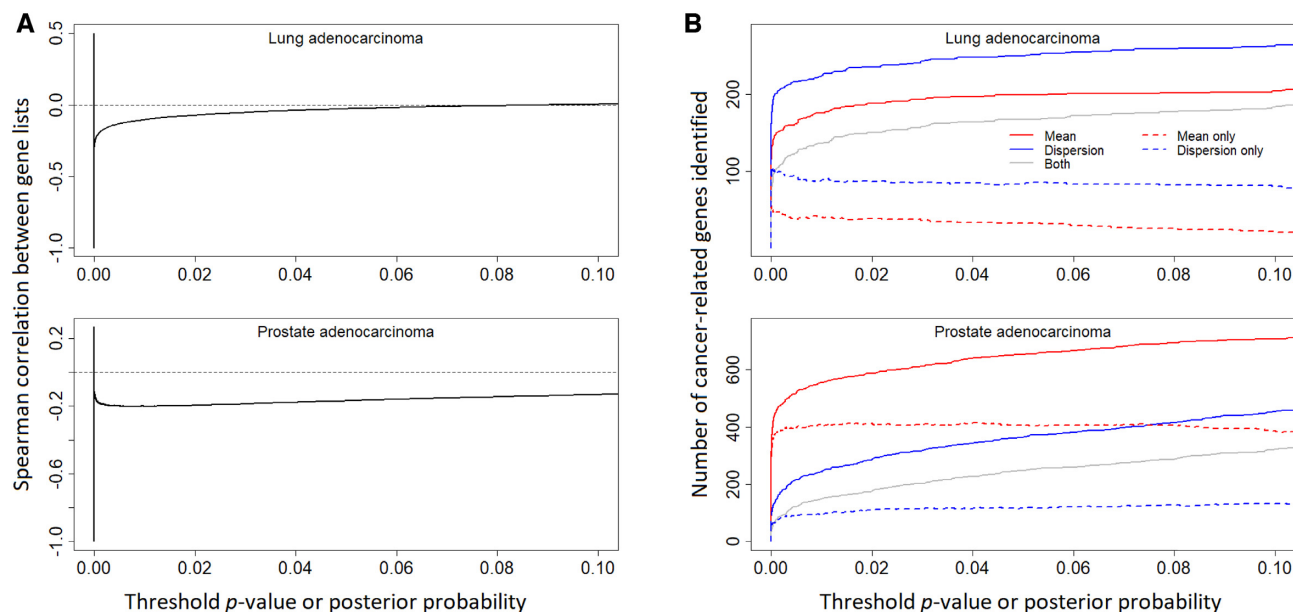 A
Spearman correlation between gene lists
Lung adenocarcinoma
0.5
0.0
-0.5
-1.0
0.00 0.02 0.04 0.06 0.08 0.10
Prostate adenocarcinoma
0.2
-0.2
-0.6
-1.0
0.00 0.02 0.04 0.06 0.08 0.10
Threshold p-value or posterior probability
B
Number of cancer-related genes identified
Lung adenocarcinoma
200
100
Mean
Dispersion
Both
Mean only
Dispersion only
0.00 0.02 0.04 0.06 0.08 0.10
Prostate adenocarcinoma
600
400
200
0
0.00 0.02 0.04 0.06 0.08 0.10
Threshold p-value or posterior probability